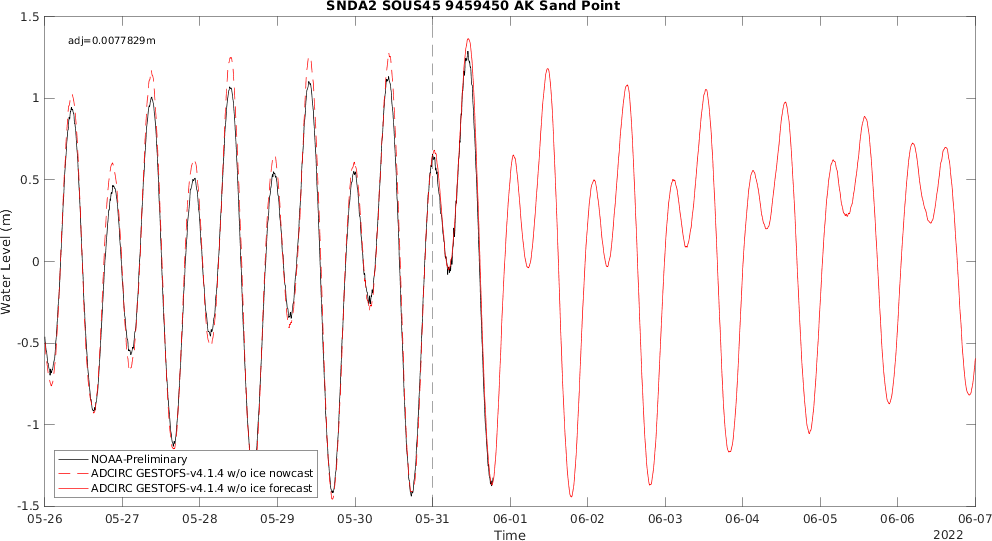 SNDA2 SOUS45 9459450 AK Sand Point
1.5
adj=0.0077829m
1
0.5
0
-0.5
-1
-1.5
Water Level (m)
NOAA-Preliminary
ADCIRC GESTOFS-v4.1.4 w/o ice nowcast
ADCIRC GESTOFS-v4.1.4 w/o ice forecast
05-26 05-27 05-28 05-29 05-30 05-31 06-01 06-02 06-03 06-04 06-05 06-06 06-07
Time
2022